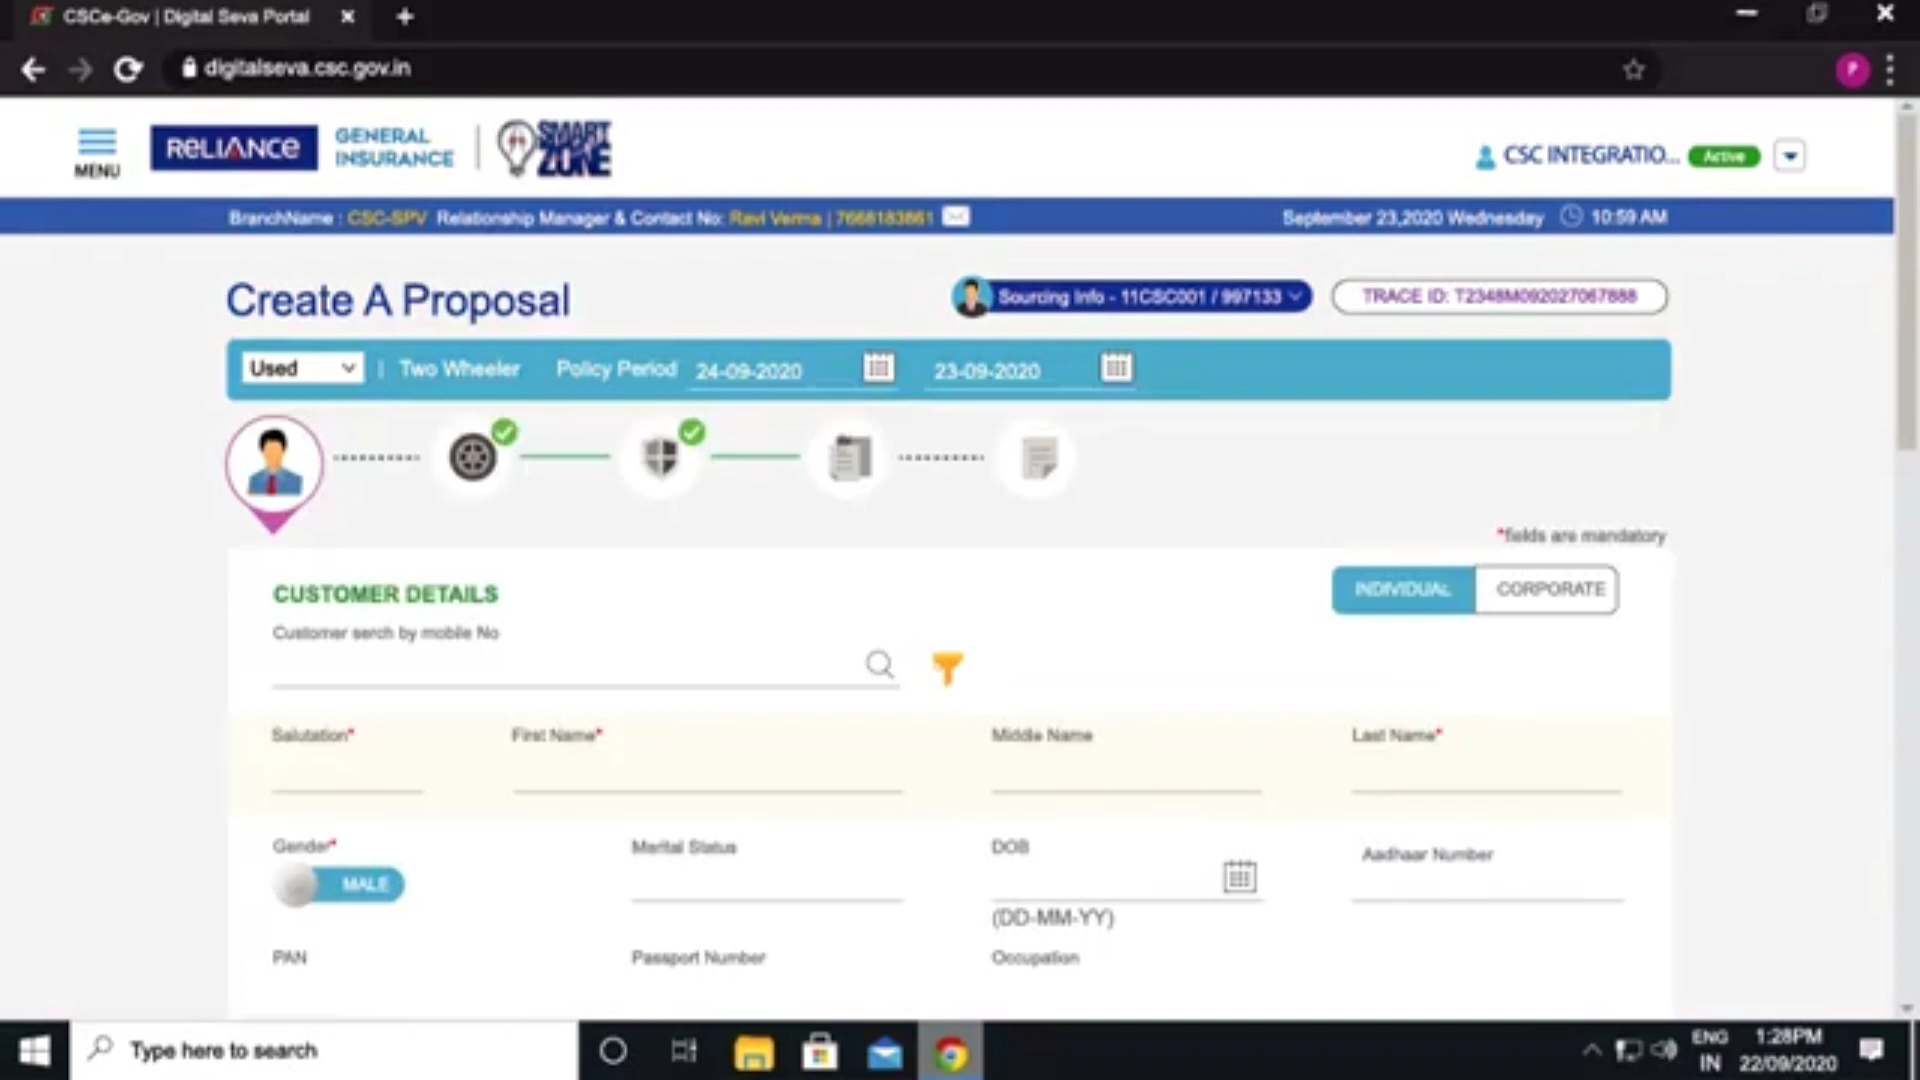 CSCe-Gov | Digital Seva Portal
digitalseva.csc.gov.in
P
MENU
RELIANCE
GENERAL
INSURANCE
SMART
ZONE
CSC INTEGRATIO...
Active
BranchName : CSC-SPV Relationship Manager & Contact No: Ravi Verma | 7668183861
September 23,2020 Wednesday 10:59 AM
Create A Proposal
Sourcing Info - 11CSC001 / 997133
TRACE ID: T2348M092027067888
Used | Two Wheeler Policy Period 24-09-2020 23-09-2020
*fields are mandatory
CUSTOMER DETAILS
INDIVIDUAL CORPORATE
Customer serch by mobile No
Salutation* First Name* Middle Name Last Name*
Gender* Marital Status DOB Aadhaar Number
MALE
(DD-MM-YY)
PAN Passport Number Occupation
Type here to search
ENG 1:28PM
IN 22/09/2020